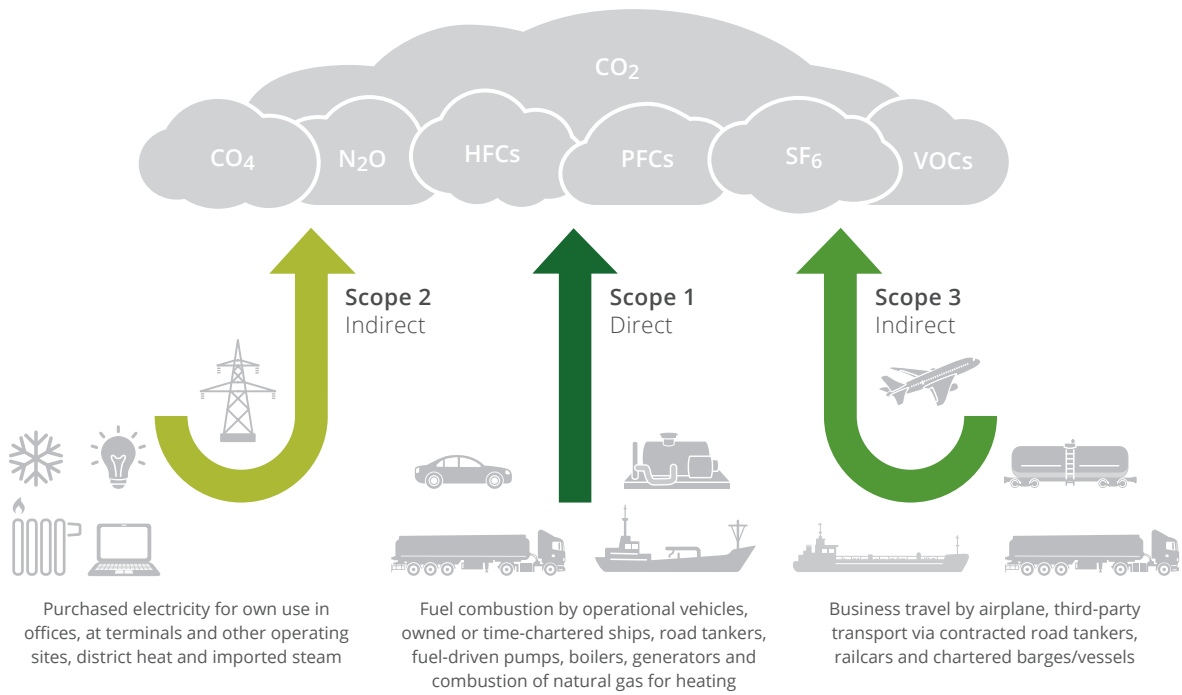 CO₂
CO₄
N₂O
HFCs
PFCs
SF₆
VOCs
Scope 2
Indirect
Scope 1
Direct
Scope 3
Indirect
Purchased electricity for own use in
offices, at terminals and other operating
sites, district heat and imported steam
Fuel combustion by operational vehicles,
owned or time-chartered ships, road tankers,
fuel-driven pumps, boilers, generators and
combustion of natural gas for heating
Business travel by airplane, third-party
transport via contracted road tankers,
railcars and chartered barges/vessels